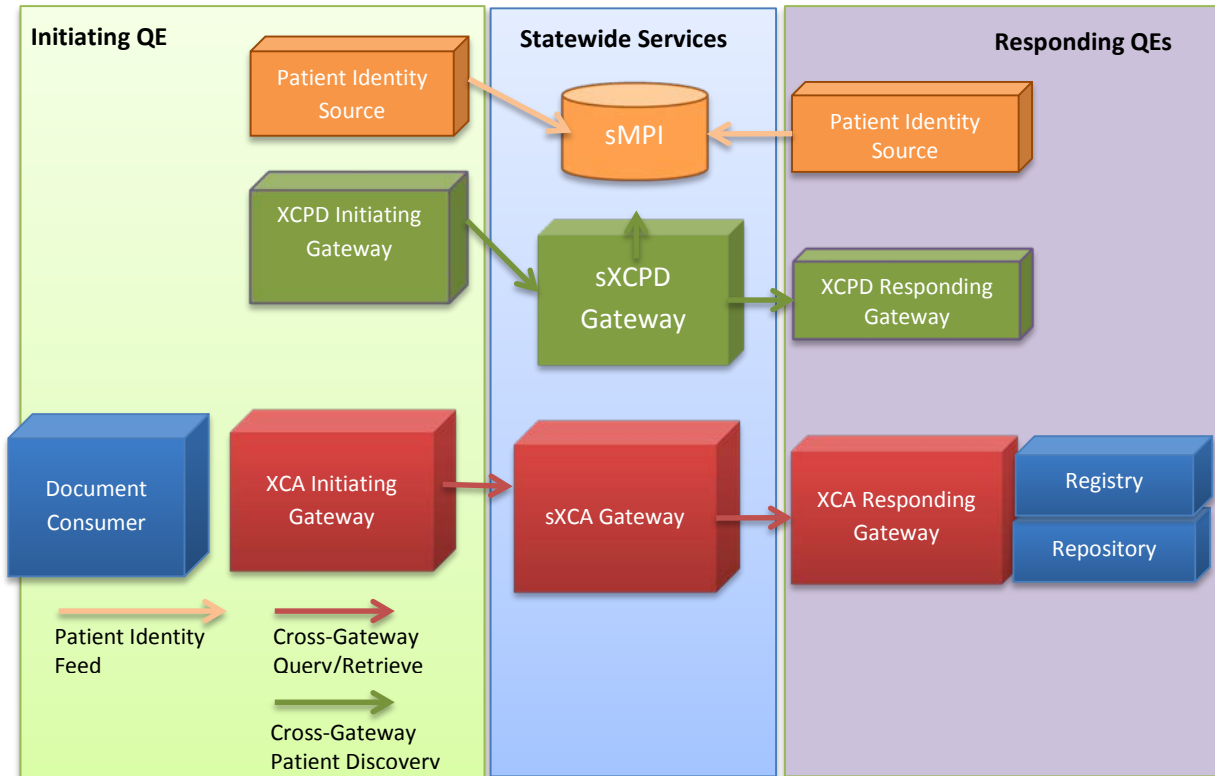 Initiating QE
Statewide Services
Responding QEs
Patient Identity
Source
sMPI
Patient Identity
Source
XCPD Initiating
Gateway
sXCPD
Gateway
XCPD Responding
Gateway
Document
Consumer
XCA Initiating
Gateway
sXCA Gateway
XCA Responding
Gateway
Registry
Repository
Patient Identity
Feed
Cross-Gateway
Query/Retrieve
Cross-Gateway
Patient Discovery